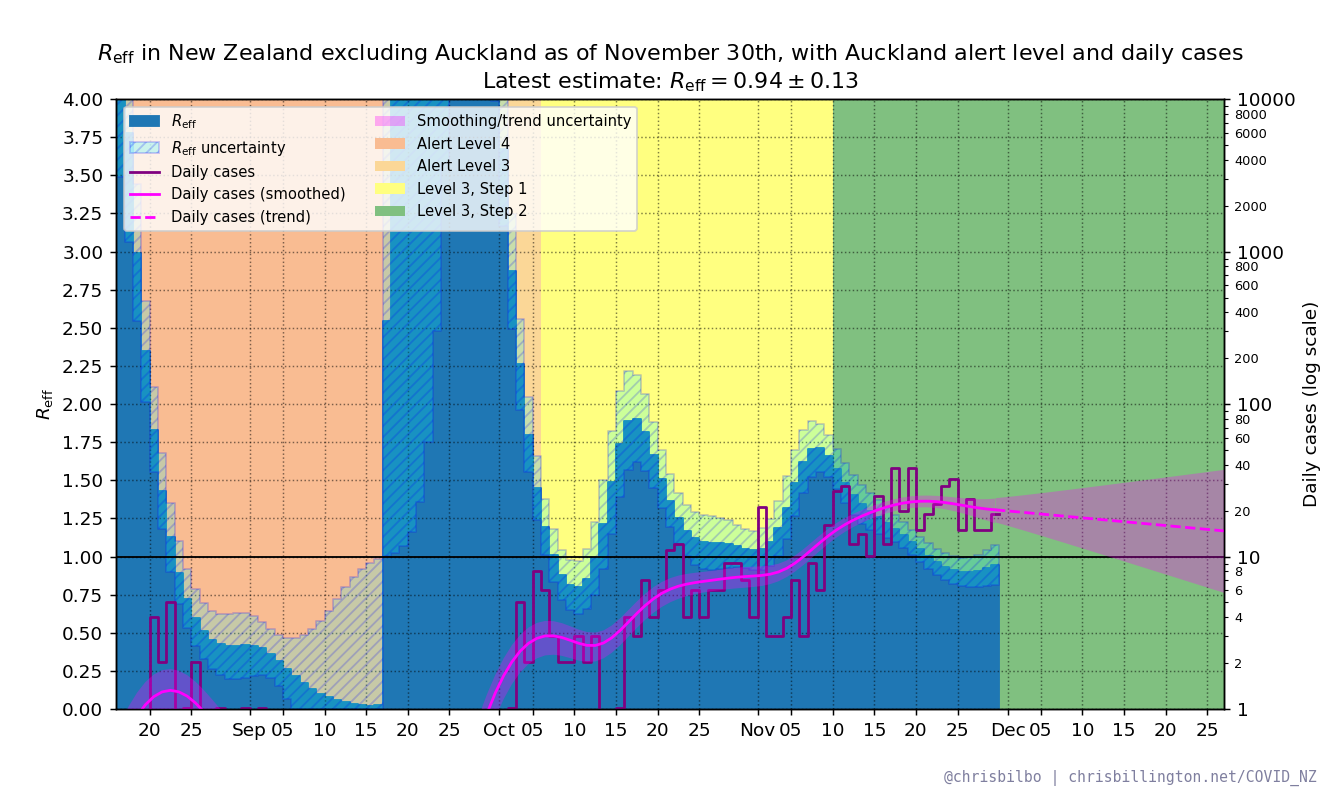 R_eff in New Zealand excluding Auckland as of November 30th, with Auckland alert level and daily cases
Latest estimate: R_eff = 0.94 ± 0.13
R_eff
R_eff uncertainty
Daily cases
Daily cases (smoothed)
Daily cases (trend)
Smoothing/trend uncertainty
Alert Level 4
Alert Level 3
Level 3, Step 1
Level 3, Step 2
R_eff
4.00
3.75
3.50
3.25
3.00
2.75
2.50
2.25
2.00
1.75
1.50
1.25
1.00
0.75
0.50
0.25
0.00
10000
8000
6000
4000
2000
1000
800
600
400
200
100
80
60
40
20
10
8
6
4
2
1
Daily cases (log scale)
20 25 Sep 05 10 15 20 25 Oct 05 10 15 20 25 Nov 05 10 15 20 25 Dec 05 10 15 20 25
@chrisbilbo | chrisbillington.net/COVID_NZ